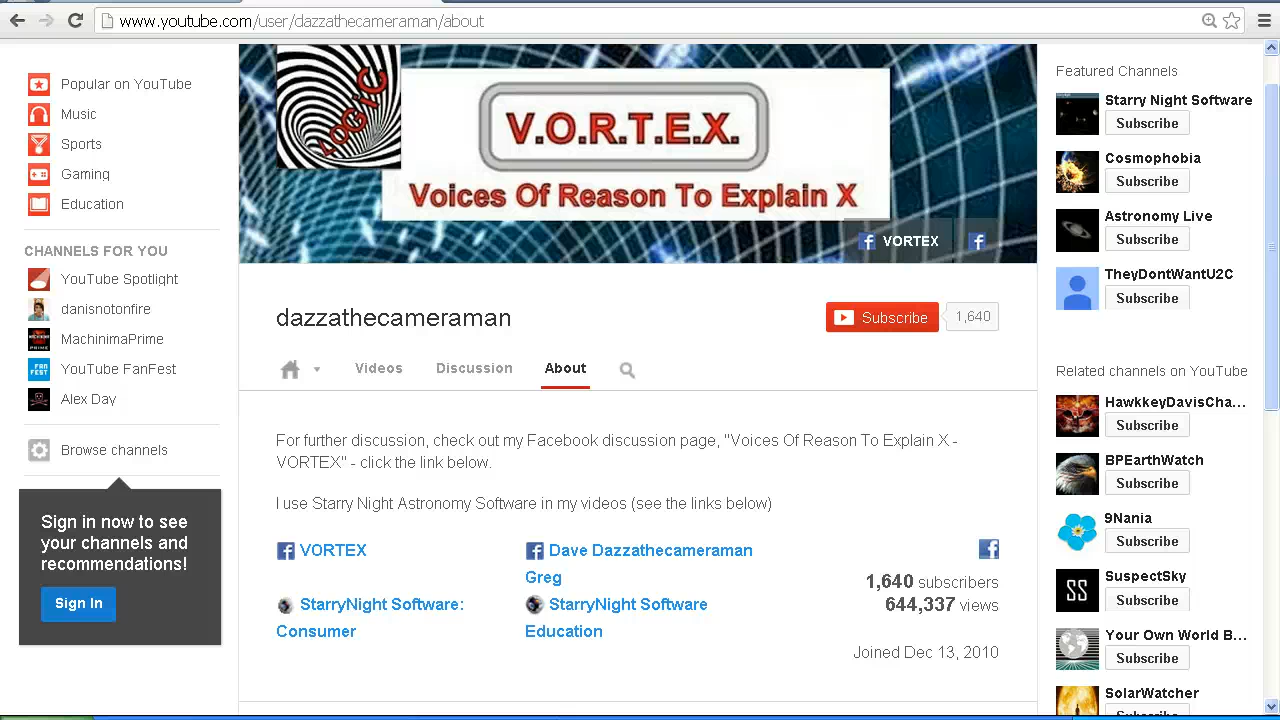 www.youtube.com/user/dazzathecameraman/about
Popular on YouTube
Music
Sports
Gaming
Education
CHANNELS FOR YOU
YouTube Spotlight
danisnotonfire
MachinimaPrime
YouTube FanFest
Alex Day
Browse channels
Sign in now to see
your channels and
recommendations!
Sign In
LOGIC
V.O.R.T.E.X.
Voices Of Reason To Explain X
VORTEX
dazzathecameraman
Subscribe
1,640
Videos
Discussion
About
For further discussion, check out my Facebook discussion page, "Voices Of Reason To Explain X -
VORTEX" - click the link below.
I use Starry Night Astronomy Software in my videos (see the links below)
VORTEX
Dave Dazzathecameraman
Greg
StarryNight Software:
Consumer
StarryNight Software
Education
1,640 subscribers
644,337 views
Joined Dec 13, 2010
Featured Channels
Starry Night Software
Subscribe
Cosmophobia
Subscribe
Astronomy Live
Subscribe
TheyDontWantU2C
Subscribe
Related channels on YouTube
HawkkeyDavisCha...
Subscribe
BPEarthWatch
Subscribe
9Nania
Subscribe
SS
SuspectSky
Subscribe
Your Own World B...
Subscribe
SolarWatcher
Subscribe